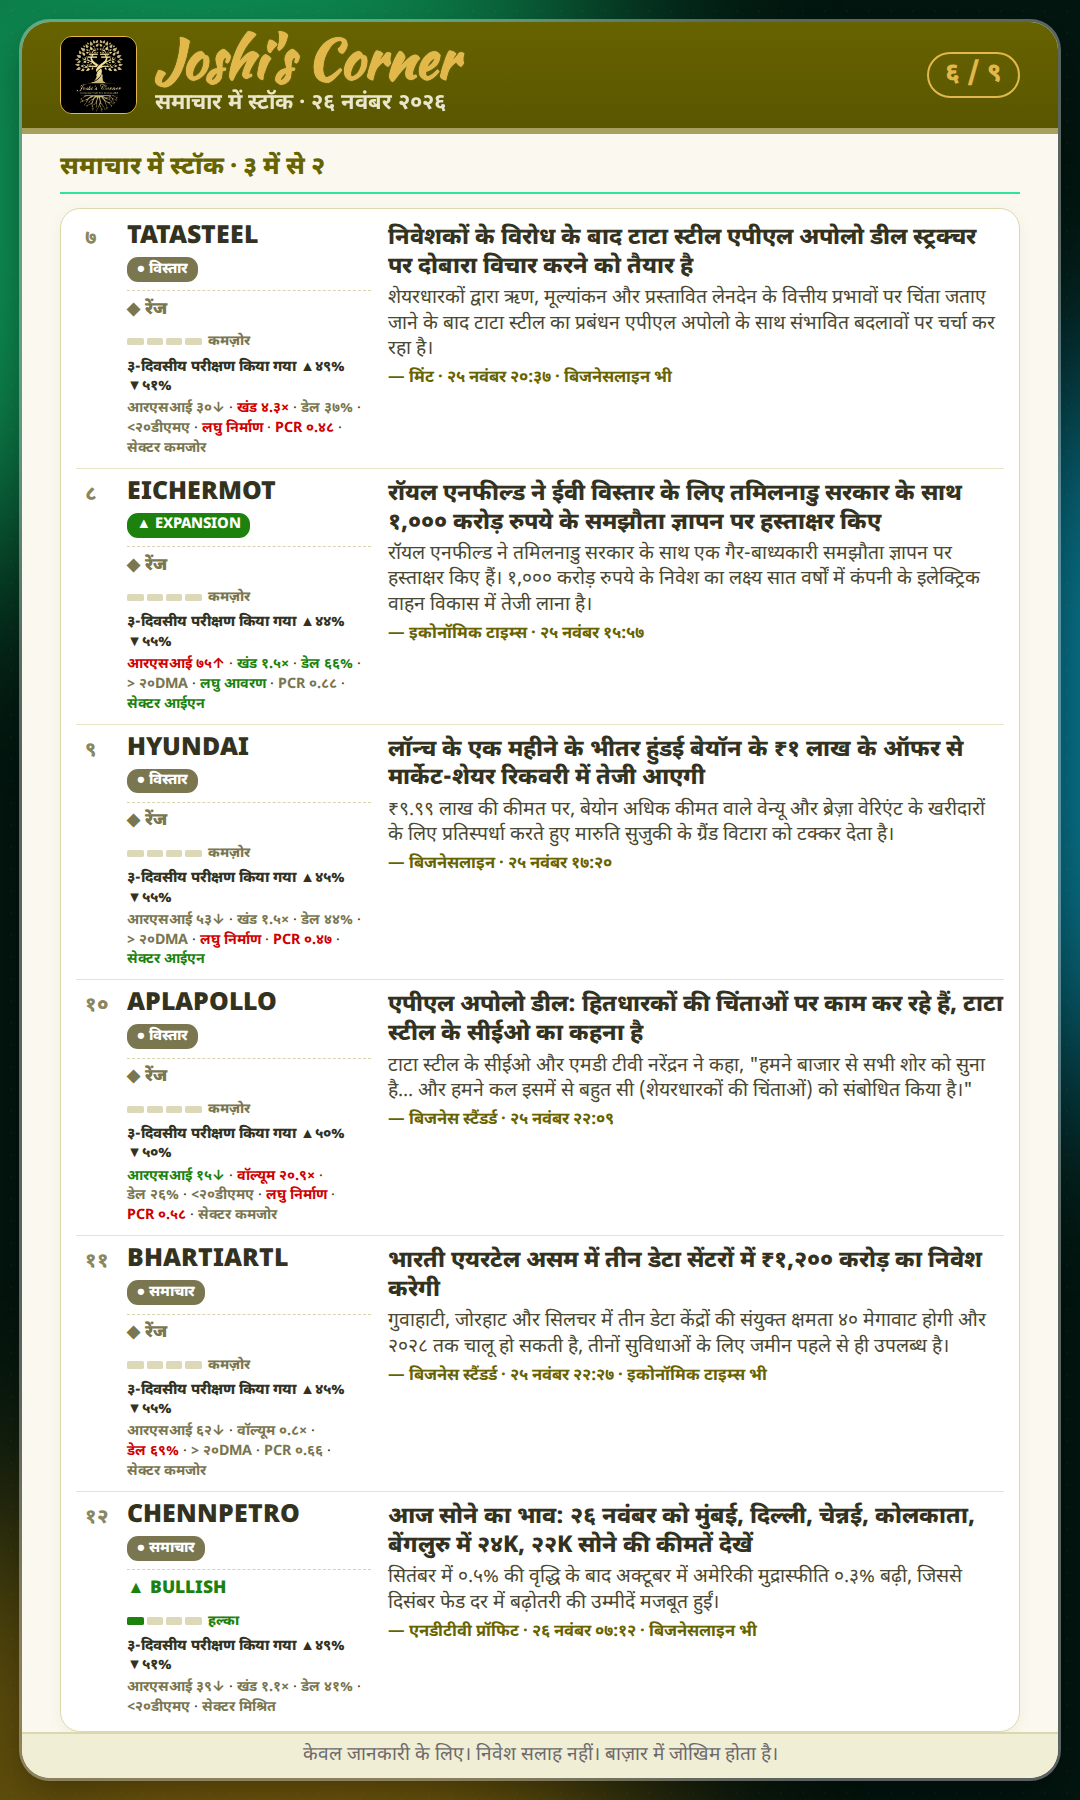 Joshi's Corner
Joshi's Corner
समाचार में स्टॉक · २६ नवंबर २०२६
६ / ९
समाचार में स्टॉक · ३ में से २
७
TATASTEEL
• विस्तार
◆ रेंज
कमज़ोर
३-दिवसीय परीक्षण किया गया ▲४९%
▼५१%
आरएसआई ३०↓ · खंड ४.३× · डेल ३७% ·
<२०डीएमए · लघु निर्माण · PCR ०.४८ ·
सेक्टर कमजोर
निवेशकों के विरोध के बाद टाटा स्टील एपीएल अपोलो डील स्ट्रक्चर
पर दोबारा विचार करने को तैयार है
शेयरधारकों द्वारा ऋण, मूल्यांकन और प्रस्तावित लेनदेन के वित्तीय प्रभावों पर चिंता जताए
जाने के बाद टाटा स्टील का प्रबंधन एपीएल अपोलो के साथ संभावित बदलावों पर चर्चा कर
रहा है।
— मिंट · २५ नवंबर २०:३७ · बिजनेसलाइन भी
८
EICHERMOT
▲ EXPANSION
◆ रेंज
कमज़ोर
३-दिवसीय परीक्षण किया गया ▲४४%
▼५५%
आरएसआई ७५↑ · खंड १.५× · डेल ६६% ·
> २०DMA · लघु आवरण · PCR ०.८८ ·
सेक्टर आईएन
रॉयल एनफील्ड ने ईवी विस्तार के लिए तमिलनाडु सरकार के साथ
१,००० करोड़ रुपये के समझौता ज्ञापन पर हस्ताक्षर किए
रॉयल एनफील्ड ने तमिलनाडु सरकार के साथ एक गैर-बाध्यकारी समझौता ज्ञापन पर
हस्ताक्षर किए हैं। १,००० करोड़ रुपये के निवेश का लक्ष्य सात वर्षों में कंपनी के इलेक्ट्रिक
वाहन विकास में तेजी लाना है।
— इकोनॉमिक टाइम्स · २५ नवंबर १५:५७
९
HYUNDAI
• विस्तार
◆ रेंज
कमज़ोर
३-दिवसीय परीक्षण किया गया ▲४५%
▼५५%
आरएसआई ५३↓ · खंड १.५× · डेल ४४% ·
> २०DMA · लघु निर्माण · PCR ०.४७ ·
सेक्टर आईएन
लॉन्च के एक महीने के भीतर हुंडई बेयॉन के ₹१ लाख के ऑफर से
मार्केट-शेयर रिकवरी में तेजी आएगी
₹९.९९ लाख की कीमत पर, बेयोन अधिक कीमत वाले वेन्यू और ब्रेज़ा वेरिएंट के खरीदारों
के लिए प्रतिस्पर्धा करते हुए मारुति सुजुकी के ग्रैंड विटारा को टक्कर देता है।
— बिजनेसलाइन · २५ नवंबर १७:२०
१०
APLAPOLLO
• विस्तार
◆ रेंज
कमज़ोर
३-दिवसीय परीक्षण किया गया ▲५०%
▼५०%
आरएसआई १५↓ · वॉल्यूम २०.९× ·
डेल २६% · <२०डीएमए · लघु निर्माण ·
PCR ०.५८ · सेक्टर कमजोर
एपीएल अपोलो डील: हितधारकों की चिंताओं पर काम कर रहे हैं, टाटा
स्टील के सीईओ का कहना है
टाटा स्टील के सीईओ और एमडी टीवी नरेंद्रन ने कहा, "हमने बाजार से सभी शोर को सुना
है... और हमने कल इसमें से बहुत सी (शेयरधारकों की चिंताओं) को संबोधित किया है।"
— बिजनेस स्टैंडर्ड · २५ नवंबर २२:०९
११
BHARTIARTL
• समाचार
◆ रेंज
कमज़ोर
३-दिवसीय परीक्षण किया गया ▲४५%
▼५५%
आरएसआई ६२↓ · वॉल्यूम ०.८× ·
डेल ६९% · > २०DMA · PCR ०.६६ ·
सेक्टर कमजोर
भारती एयरटेल असम में तीन डेटा सेंटरों में ₹१,२०० करोड़ का निवेश
करेगी
गुवाहाटी, जोरहाट और सिलचर में तीन डेटा केंद्रों की संयुक्त क्षमता ४० मेगावाट होगी और
२०२८ तक चालू हो सकती है, तीनों सुविधाओं के लिए जमीन पहले से ही उपलब्ध है।
— बिजनेस स्टैंडर्ड · २५ नवंबर २२:२७ · इकोनॉमिक टाइम्स भी
१२
CHENNPETRO
• समाचार
▲ BULLISH
हल्का
३-दिवसीय परीक्षण किया गया ▲४९%
▼५१%
आरएसआई ३९↓ · खंड १.१× · डेल ४१% ·
<२०डीएमए · सेक्टर मिश्रित
आज सोने का भाव: २६ नवंबर को मुंबई, दिल्ली, चेन्नई, कोलकाता,
बेंगलुरु में २४K, २२K सोने की कीमतें देखें
सितंबर में ०.५% की वृद्धि के बाद अक्टूबर में अमेरिकी मुद्रास्फीति ०.३% बढ़ी, जिससे
दिसंबर फेड दर में बढ़ोतरी की उम्मीदें मजबूत हुईं।
— एनडीटीवी प्रॉफिट · २६ नवंबर ०७:१२ · बिजनेसलाइन भी
केवल जानकारी के लिए। निवेश सलाह नहीं। बाज़ार में जोखिम होता है।